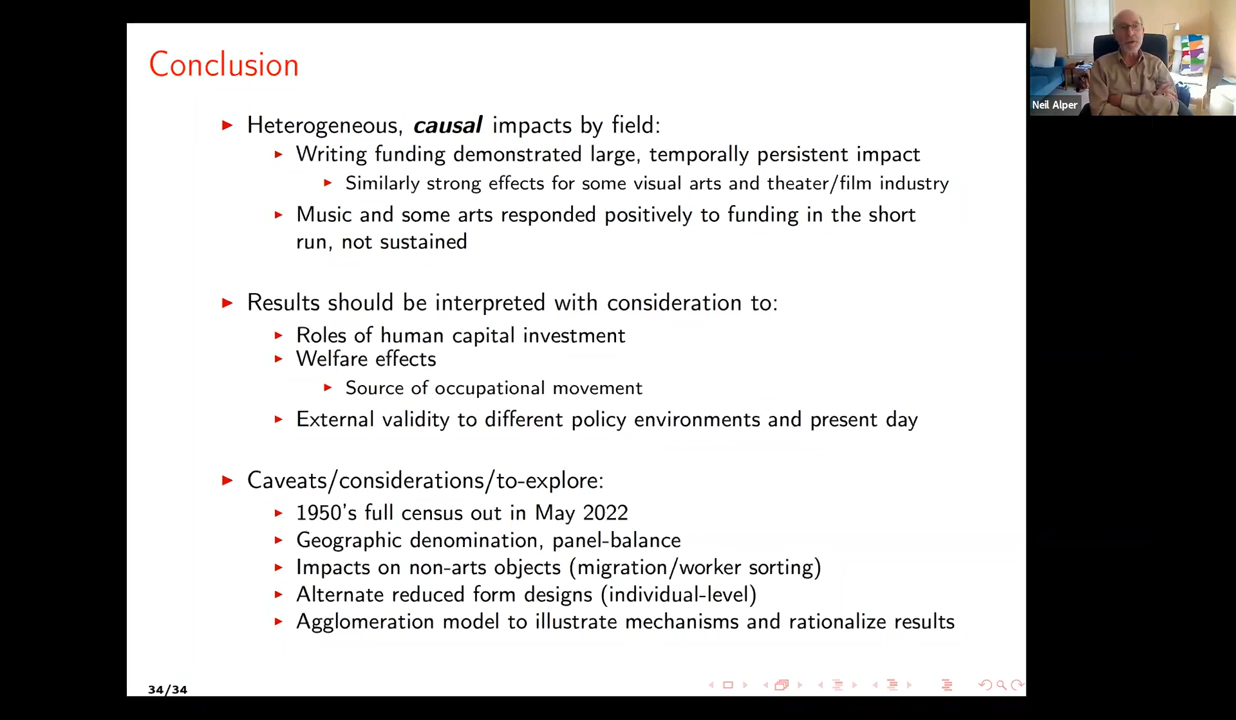 Conclusion
Heterogeneous, causal impacts by field:
Writing funding demonstrated large, temporally persistent impact
Similarly strong effects for some visual arts and theater/film industry
Music and some arts responded positively to funding in the short
run, not sustained
Results should be interpreted with consideration to:
Roles of human capital investment
Welfare effects
Source of occupational movement
External validity to different policy environments and present day
Caveats/considerations/to-explore:
1950's full census out in May 2022
Geographic denomination, panel-balance
Impacts on non-arts objects (migration/worker sorting)
Alternate reduced form designs (individual-level)
Agglomeration model to illustrate mechanisms and rationalize results
34/34
Neil Alper